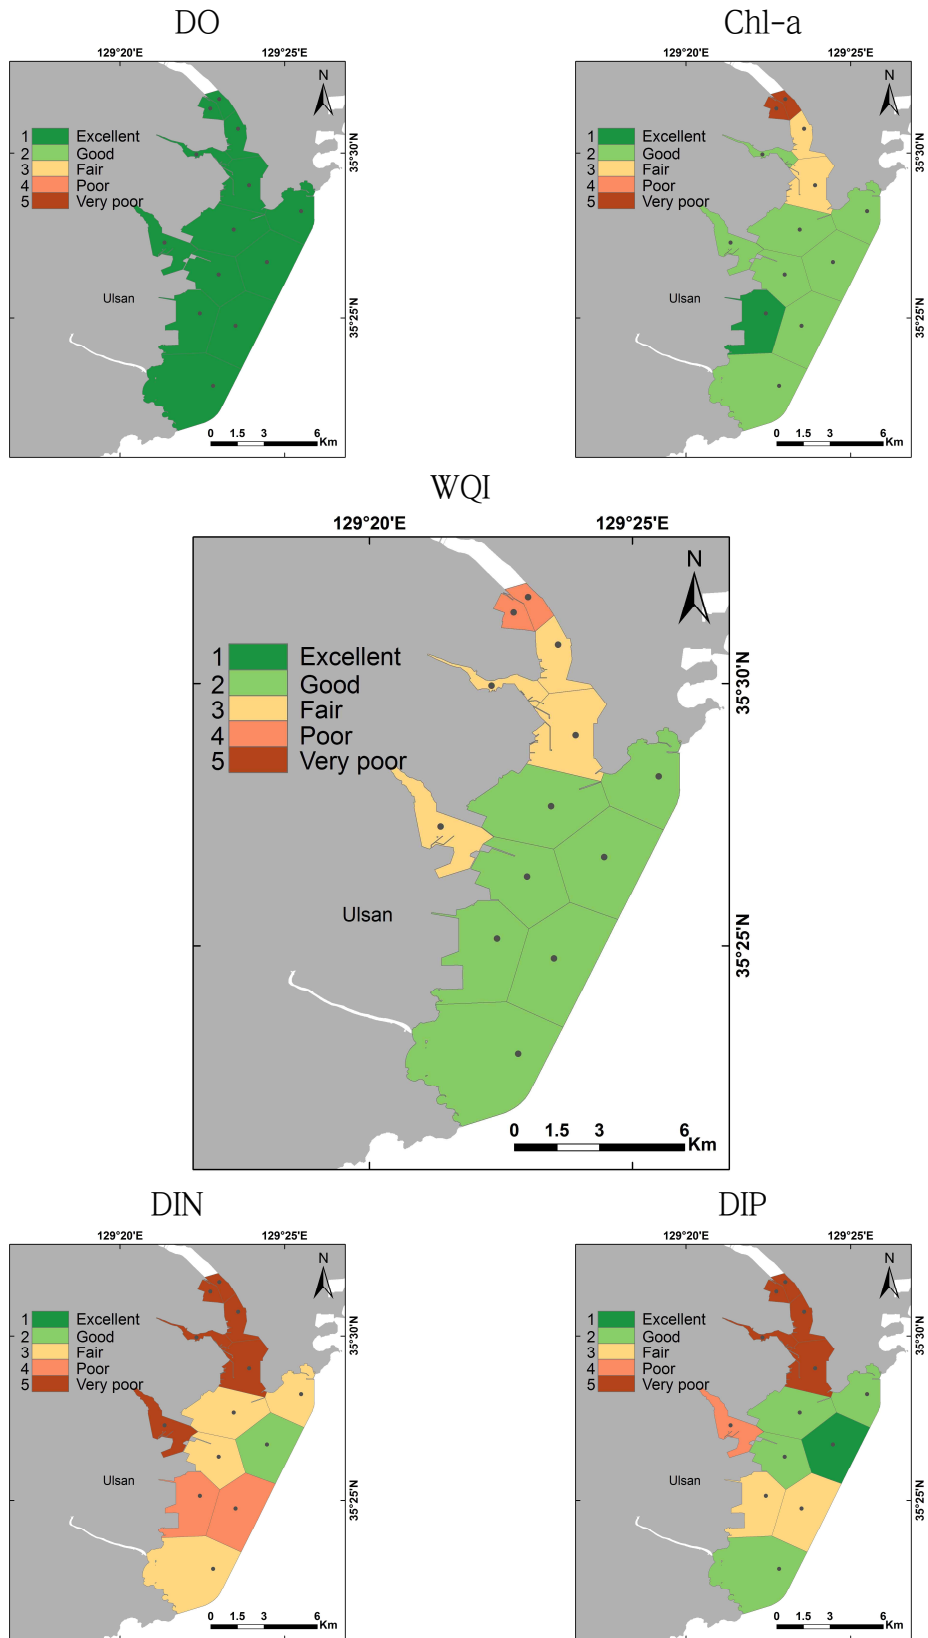 DO
129°20'E 129°25'E
N
1 Excellent
2 Good
3 Fair
4 Poor
5 Very poor
35°30'N
Ulsan
35°25'N
0 1.5 3 6
Km
Chl-a
129°20'E 129°25'E
N
1 Excellent
2 Good
3 Fair
4 Poor
5 Very poor
35°30'N
Ulsan
35°25'N
0 1.5 3 6
Km
WQI
129°20'E 129°25'E
N
1 Excellent
2 Good
3 Fair
4 Poor
5 Very poor
35°30'N
Ulsan
35°25'N
0 1.5 3 6
Km
DIN
129°20'E 129°25'E
N
1 Excellent
2 Good
3 Fair
4 Poor
5 Very poor
35°30'N
Ulsan
35°25'N
0 1.5 3 6
Km
DIP
129°20'E 129°25'E
N
1 Excellent
2 Good
3 Fair
4 Poor
5 Very poor
35°30'N
Ulsan
35°25'N
0 1.5 3 6
Km